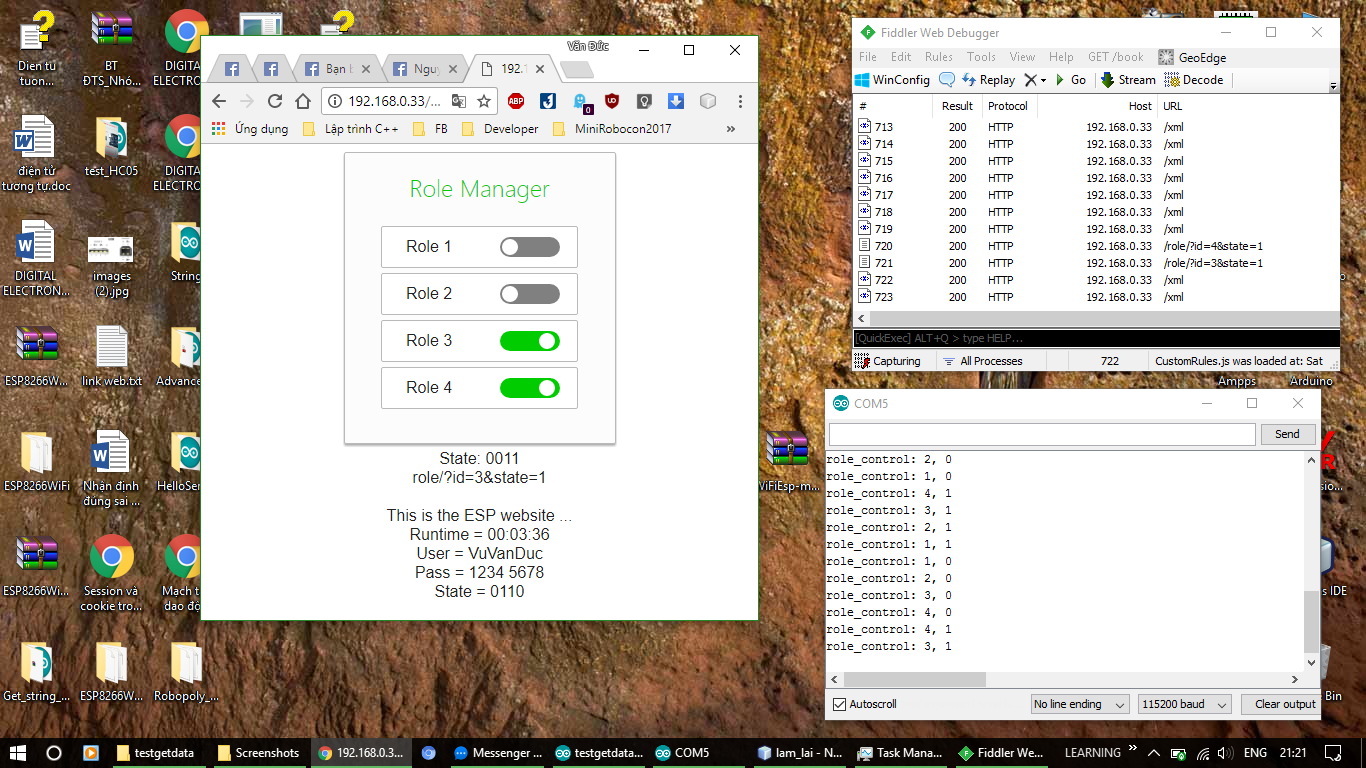 Dien tu
tuon...
BT
ĐTS_Nhó...
DIGITAL
ELECTRON...
điện tử
tương tự.doc
test_HC05
DIGITAL
ELECTRON...
DIGITAL
ELECTRON...
images
(2).jpg
String
ESP8266W...
link web.txt
Advance
ESP8266WiFi
Nhận định
đúng sai ...
HelloSer
ESP8266Wi...
Session và
cookie tro...
Mach t
dao độ
Get_string_...
ESP8266W...
Robopoly_...
Văn Đức
Bạn b
Nguy
192.1
192.168.0.33/...
ABP
0
Ứng dụng
Lập trình C++
FB
Developer
MiniRobocon2017
»
Role Manager
Role 1
Role 2
Role 3
Role 4
State: 0011
role/?id=3&state=1
This is the ESP website ...
Runtime = 00:03:36
User = VuVanDuc
Pass = 1234 5678
State = 0110
Fiddler Web Debugger
File Edit Rules Tools View Help GET /book GeoEdge
WinConfig Replay Go Stream Decode
# Result Protocol Host URL
713 200 HTTP 192.168.0.33 /xml
714 200 HTTP 192.168.0.33 /xml
715 200 HTTP 192.168.0.33 /xml
716 200 HTTP 192.168.0.33 /xml
717 200 HTTP 192.168.0.33 /xml
718 200 HTTP 192.168.0.33 /xml
719 200 HTTP 192.168.0.33 /xml
720 200 HTTP 192.168.0.33 /role/?id=4&state=1
721 200 HTTP 192.168.0.33 /role/?id=3&state=1
722 200 HTTP 192.168.0.33 /xml
723 200 HTTP 192.168.0.33 /xml
[QuickExec] ALT+Q > type HELP...
Capturing All Processes 722 CustomRules.js was loaded at: Sat
Ampps
Arduino
COM5
Send
role_control: 2, 0
role_control: 1, 0
role_control: 4, 1
role_control: 3, 1
role_control: 2, 1
role_control: 1, 1
role_control: 1, 0
role_control: 2, 0
role_control: 3, 0
role_control: 4, 0
role_control: 4, 1
role_control: 3, 1
Autoscroll No line ending 115200 baud Clear output
WiFiEsp-m...
s IDE
Bin
testgetdata
Screenshots
192.168.0.3...
Messenger ...
testgetdata...
COM5
lam_lai - N...
Task Mana...
Fiddler We...
LEARNING
»
ENG
21:21